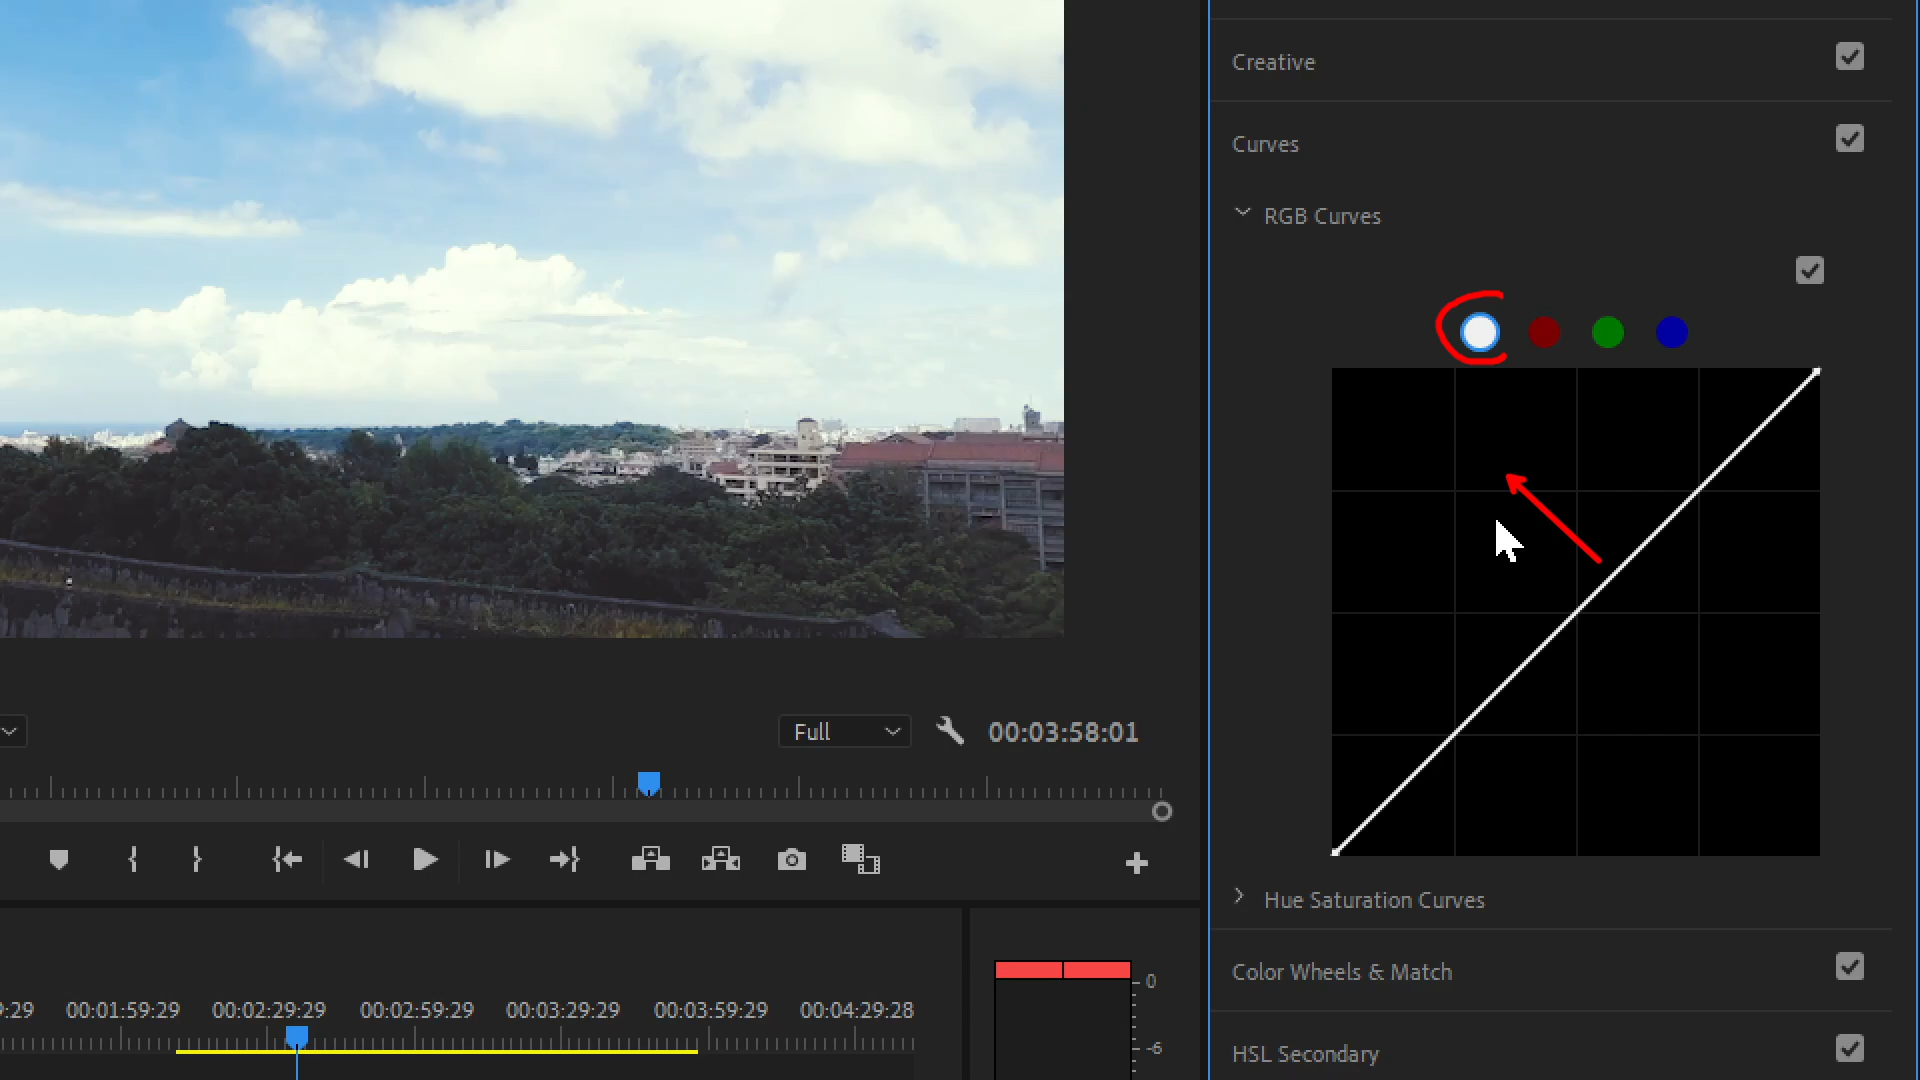 Creative
Curves
RGB Curves
Full
00:03:58:01
Hue Saturation Curves
Color Wheels & Match
HSL Secondary
9:29 00:01:59:29 00:02:29:29 00:02:59:29 00:03:29:29 00:03:59:29 00:04:29:28
0
-6